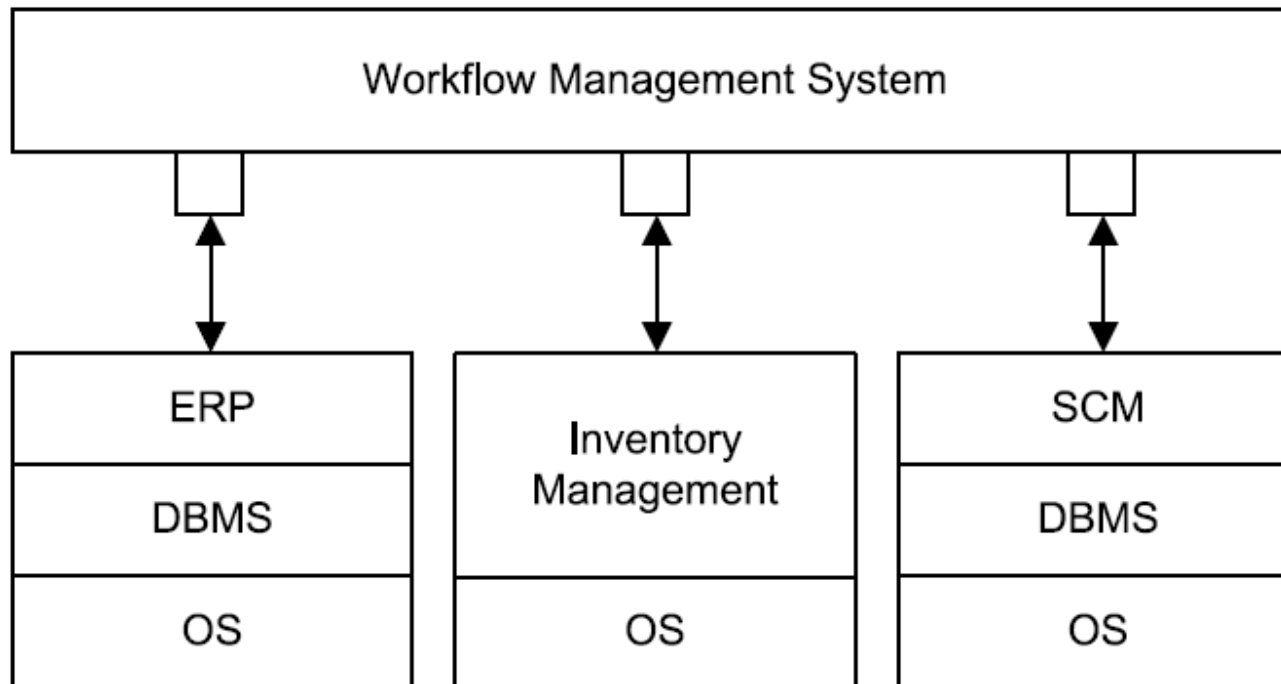 Workflow Management System
ERP
Inventory
Management
SCM
DBMS
DBMS
OS
OS
OS